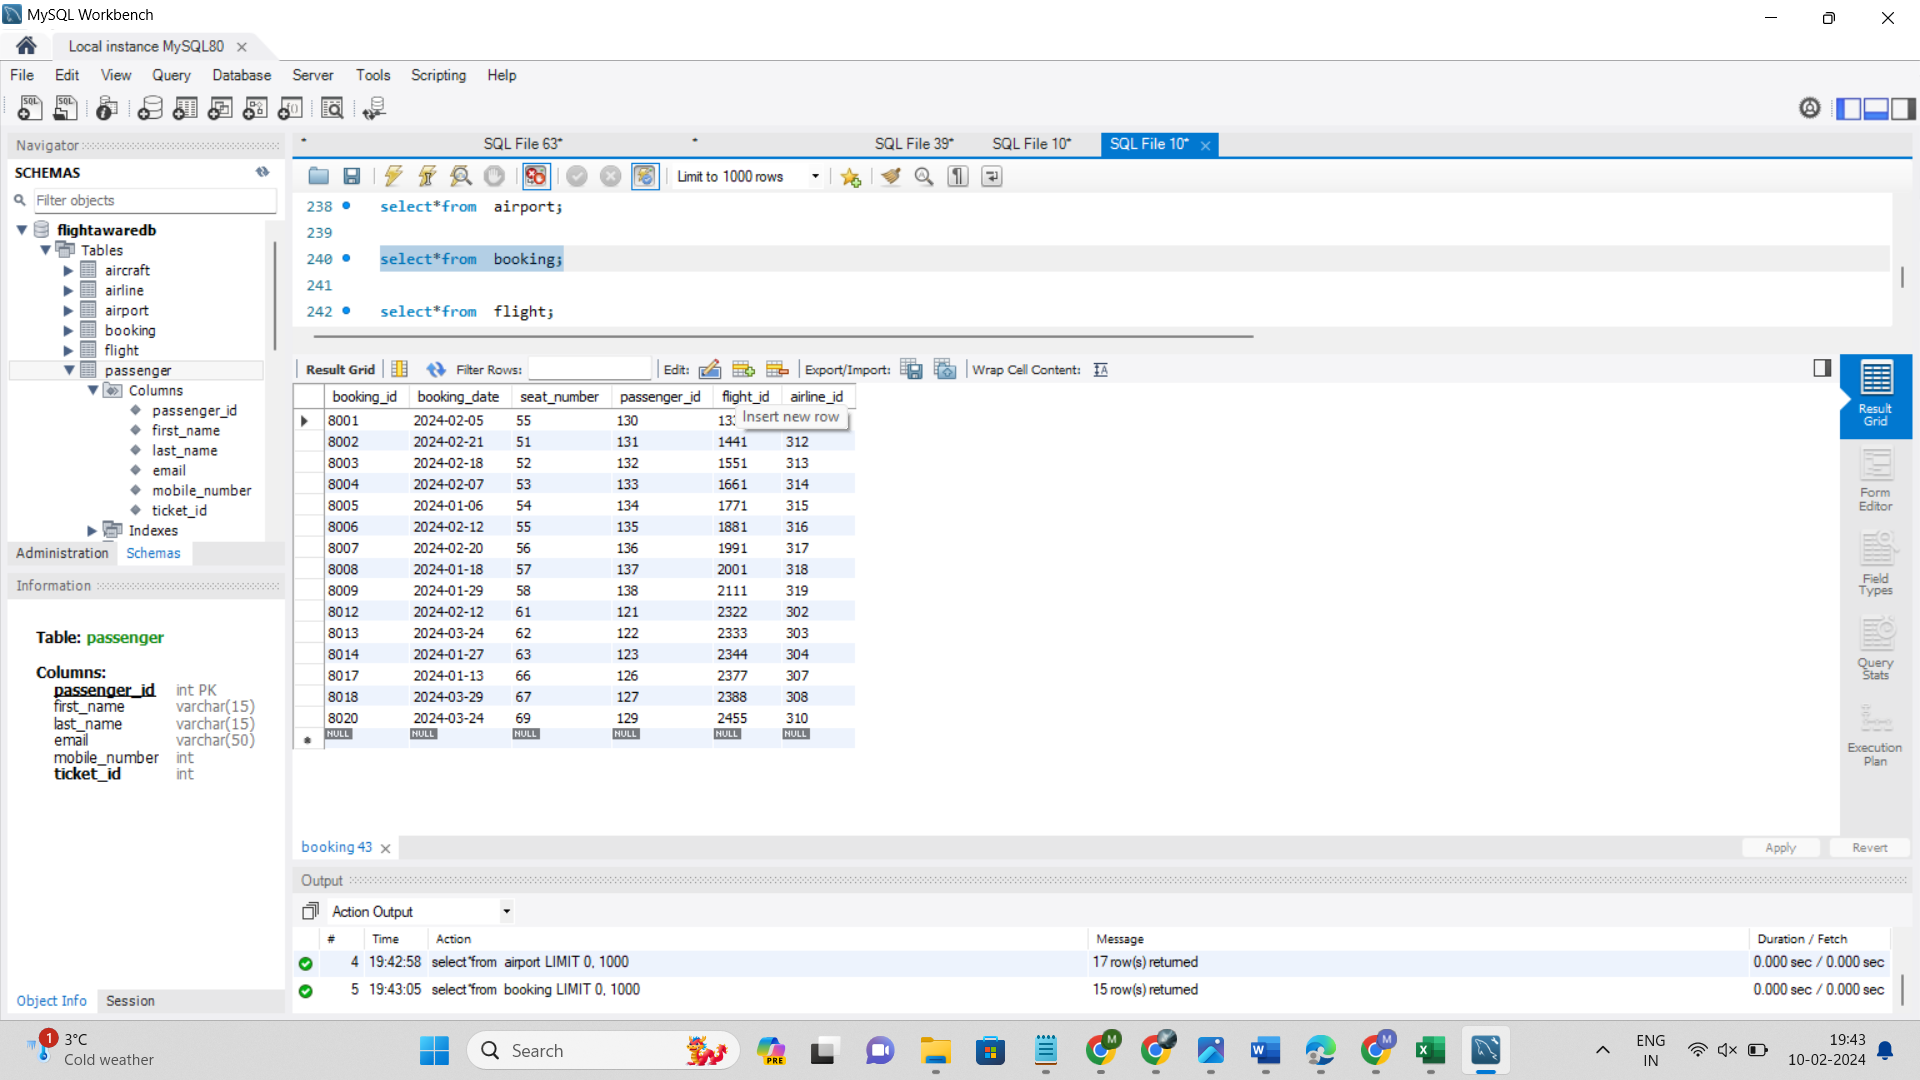 MySQL Workbench
Local instance MySQL80
File Edit View Query Database Server Tools Scripting Help
Navigator
SCHEMAS
Filter objects
flightawaredb
Tables
aircraft
airline
airport
booking
flight
passenger
Columns
passenger_id
first_name
last_name
email
mobile_number
ticket_id
Indexes
Administration Schemas
Information
Table: passenger
Columns:
passenger_id int PK
first_name varchar(15)
last_name varchar(15)
email varchar(50)
mobile_number int
ticket_id int
Object Info Session
* SQL File 63* * SQL File 39* SQL File 10* SQL File 10*
Limit to 1000 rows
238 select*from airport;
239
240 select*from booking;
241
242 select*from flight;
Result Grid Filter Rows: Edit: Export/Import: Wrap Cell Content:
booking_id booking_date seat_number passenger_id flight_id airline_id
Insert new row
8001 2024-02-05 55 130
8002 2024-02-21 51 131 1441 312
8003 2024-02-18 52 132 1551 313
8004 2024-02-07 53 133 1661 314
8005 2024-01-06 54 134 1771 315
8006 2024-02-12 55 135 1881 316
8007 2024-02-20 56 136 1991 317
8008 2024-01-18 57 137 2001 318
8009 2024-01-29 58 138 2111 319
8012 2024-02-12 61 121 2322 302
8013 2024-03-24 62 122 2333 303
8014 2024-01-27 63 123 2344 304
8017 2024-01-13 66 126 2377 307
8018 2024-03-29 67 127 2388 308
8020 2024-03-24 69 129 2455 310
NULL NULL NULL NULL NULL NULL
Result
Grid
Form
Editor
Field
Types
Query
Stats
Execution
Plan
booking 43
Apply Revert
Output
Action Output
# Time Action Message Duration / Fetch
4 19:42:58 select*from airport LIMIT 0, 1000 17 row(s) returned 0.000 sec / 0.000 sec
5 19:43:05 select*from booking LIMIT 0, 1000 15 row(s) returned 0.000 sec / 0.000 sec
1
3°C
Cold weather
Search
PRE
M
M
ENG
IN
19:43
10-02-2024